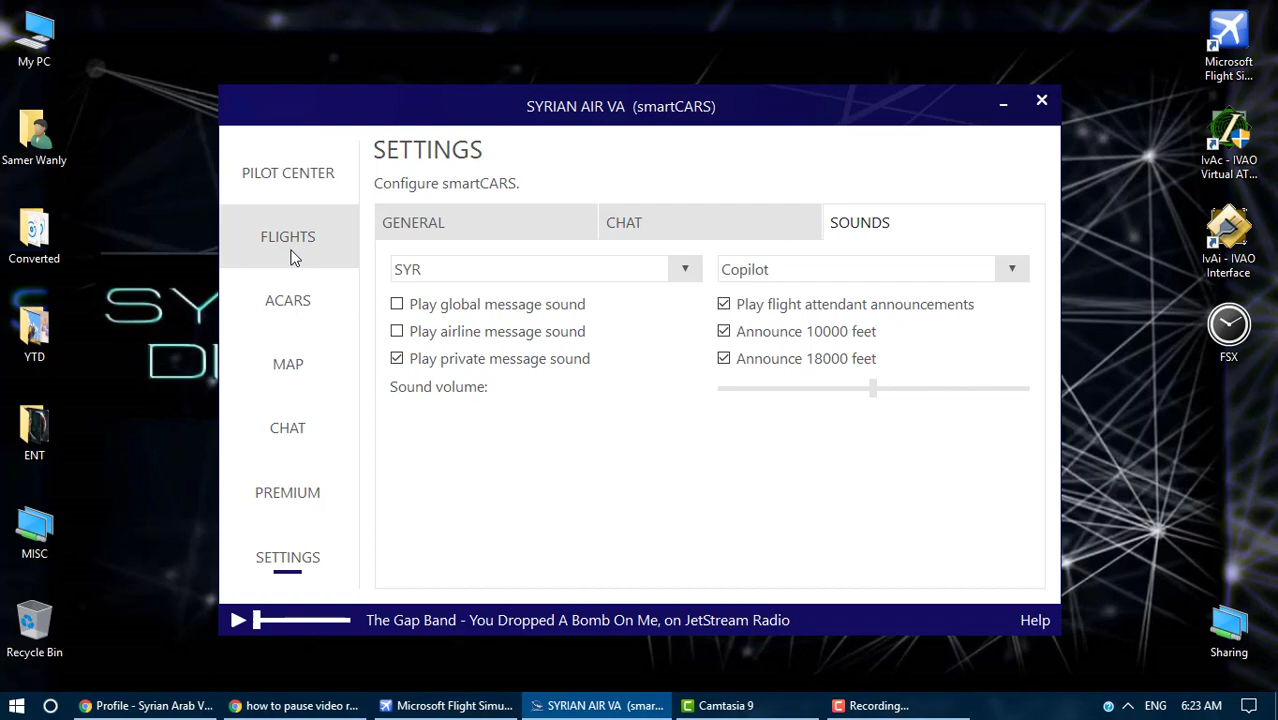 My PC
Samer Wanly
Converted
YTD
ENT
MISC
Recycle Bin
SYRIAN AIR VA (smartCARS)
PILOT CENTER
FLIGHTS
ACARS
MAP
CHAT
PREMIUM
SETTINGS
SETTINGS
Configure smartCARS.
GENERAL
CHAT
SOUNDS
SYR
Play global message sound
Play airline message sound
Play private message sound
Sound volume:
Copilot
Play flight attendant announcements
Announce 10000 feet
Announce 18000 feet
The Gap Band - You Dropped A Bomb On Me, on JetStream Radio
Help
Microsoft
Flight Si...
IvAc - IVAO
Virtual AT...
IvAi - IVAO
Interface
FSX
Sharing
Profile - Syrian Arab V...
how to pause video r...
Microsoft Flight Simu...
SYRIAN AIR VA (smar...
Camtasia 9
Recording...
ENG
6:23 AM